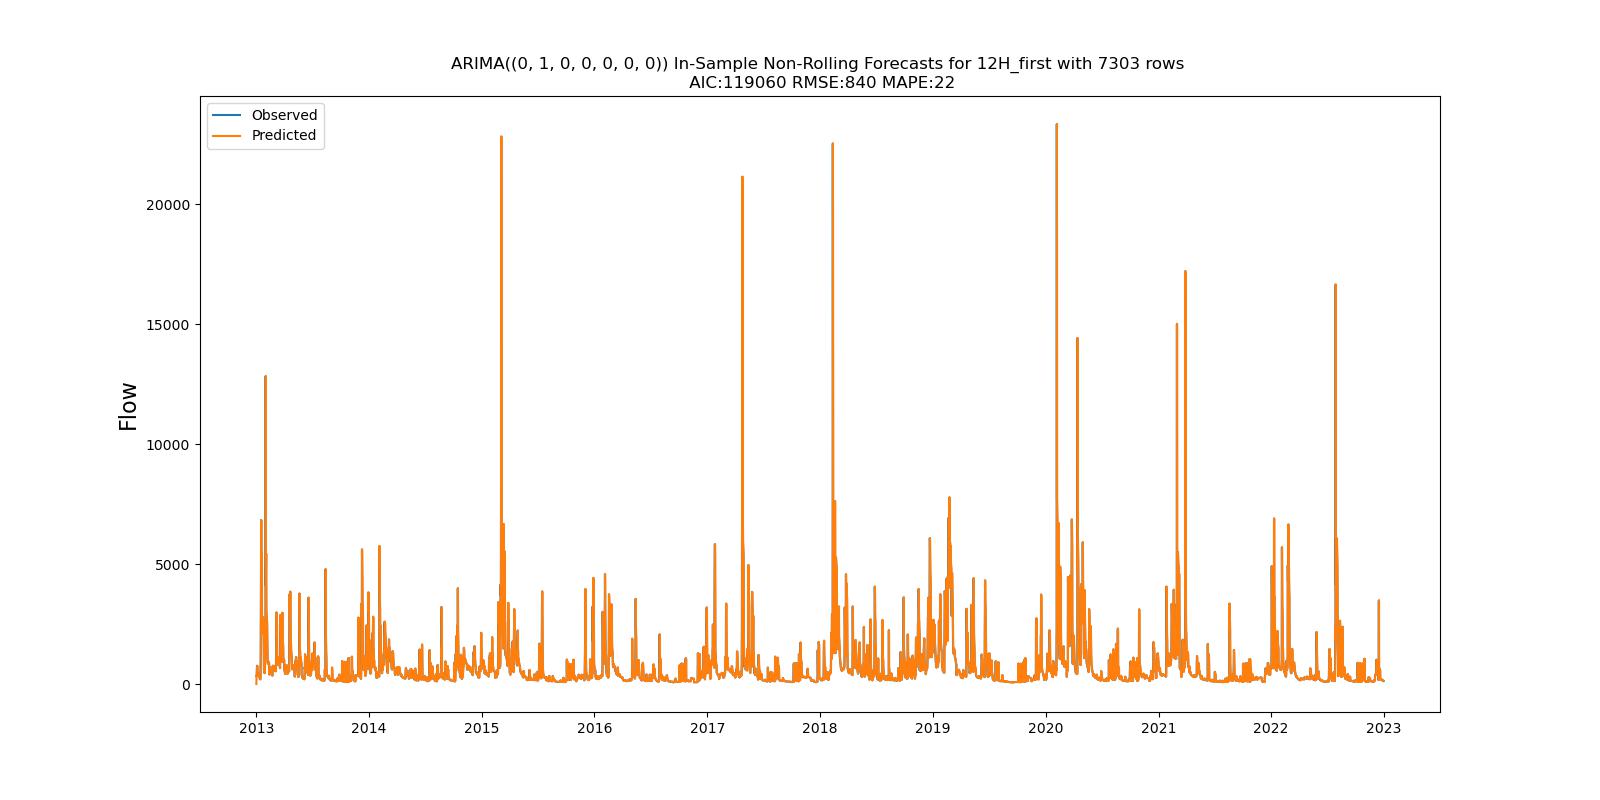 ARIMA((0, 1, 0, 0, 0, 0, 0)) In-Sample Non-Rolling Forecasts for 12H_first with 7303 rows
AIC:119060 RMSE:840 MAPE:22
Observed
Predicted
20000
15000
10000
5000
0
Flow
2013 2014 2015 2016 2017 2018 2019 2020 2021 2022 2023